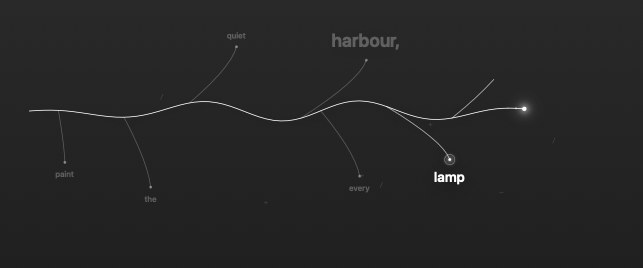 paint
the
quiet
harbour,
every
lamp